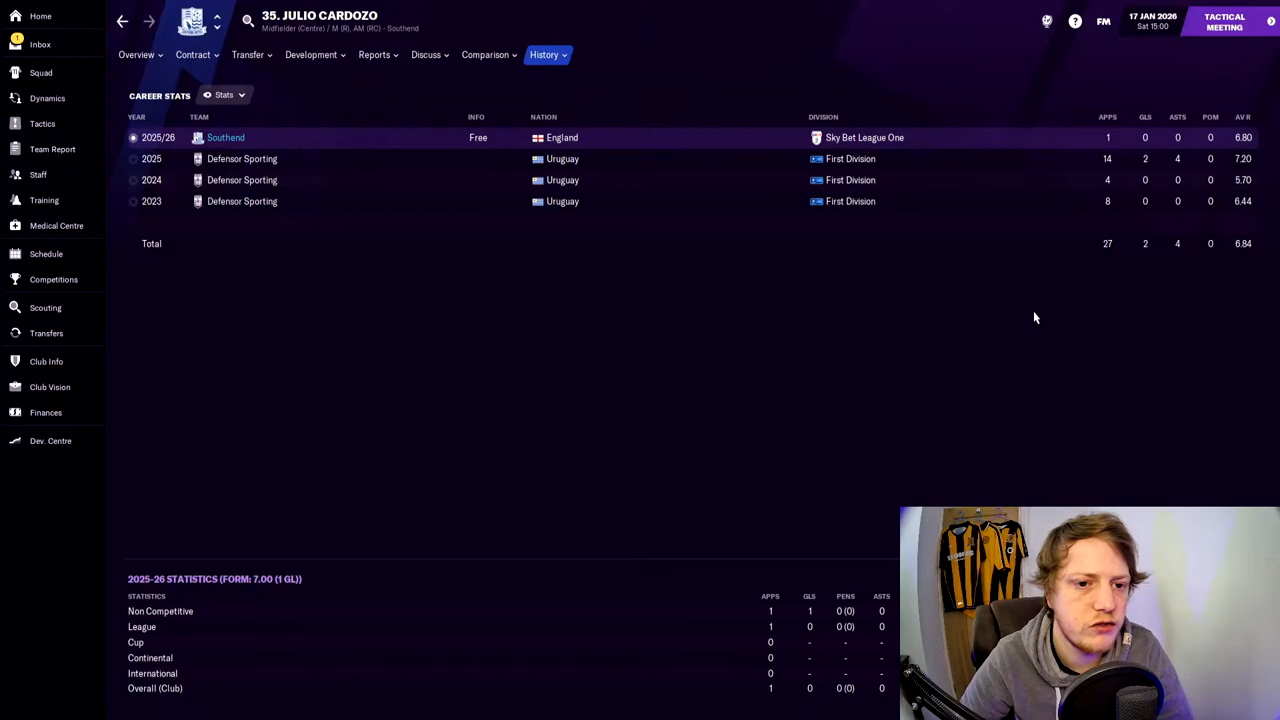 35. JULIO CARDOZO
Midfielder (Centre) / M (R), AM (RC) - Southend
FM
17 JAN 2026
Sat 15:00
TACTICAL MEETING
Home
1
Inbox
Squad
Dynamics
Tactics
Team Report
Staff
Training
Medical Centre
Schedule
Competitions
Scouting
Transfers
Club Info
Club Vision
Finances
Dev. Centre
Overview Contract Transfer Development Reports Discuss Comparison History
CAREER STATS Stats
YEAR TEAM INFO NATION DIVISION APPS GLS ASTS POM AV R
2025/26 Southend Free England Sky Bet League One 1 0 0 0 6.80
2025 Defensor Sporting Uruguay First Division 14 2 4 0 7.20
2024 Defensor Sporting Uruguay First Division 4 0 0 0 5.70
2023 Defensor Sporting Uruguay First Division 8 0 0 0 6.44
Total 27 2 4 0 6.84
2025-26 STATISTICS (FORM: 7.00 (1 GL))
STATISTICS APPS GLS PENS ASTS
Non Competitive 1 1 0 (0) 0
League 1 0 0 (0) 0
Cup 0 - - -
Continental 0 - - -
International 0 - - -
Overall (Club) 1 0 0 (0) 0